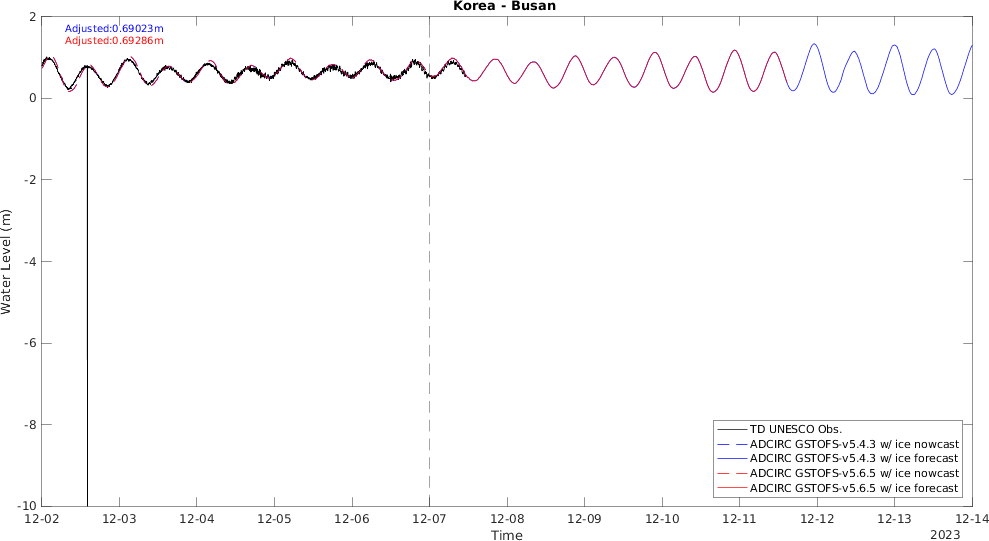 Korea - Busan
Adjusted:0.69023m
Adjusted:0.69286m
Water Level (m)
2
0
-2
-4
-6
-8
-10
TD UNESCO Obs.
ADCIRC GSTOFS-v5.4.3 w/ ice nowcast
ADCIRC GSTOFS-v5.4.3 w/ ice forecast
ADCIRC GSTOFS-v5.6.5 w/ ice nowcast
ADCIRC GSTOFS-v5.6.5 w/ ice forecast
12-02 12-03 12-04 12-05 12-06 12-07 12-08 12-09 12-10 12-11 12-12 12-13 12-14
Time
2023